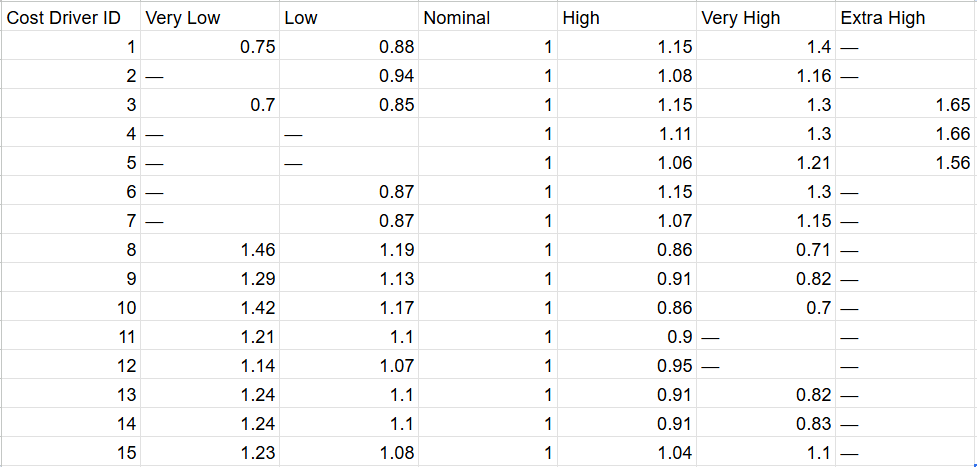 Cost Driver ID Very Low Low Nominal High Very High Extra High
1 0.75 0.88 1 1.15 1.4 —
2 — 0.94 1 1.08 1.16 —
3 0.7 0.85 1 1.15 1.3 1.65
4 — — 1 1.11 1.3 1.66
5 — — 1 1.06 1.21 1.56
6 — 0.87 1 1.15 1.3 —
7 — 0.87 1 1.07 1.15 —
8 1.46 1.19 1 0.86 0.71 —
9 1.29 1.13 1 0.91 0.82 —
10 1.42 1.17 1 0.86 0.7 —
11 1.21 1.1 1 0.9 — —
12 1.14 1.07 1 0.95 — —
13 1.24 1.1 1 0.91 0.82 —
14 1.24 1.1 1 0.91 0.83 —
15 1.23 1.08 1 1.04 1.1 —